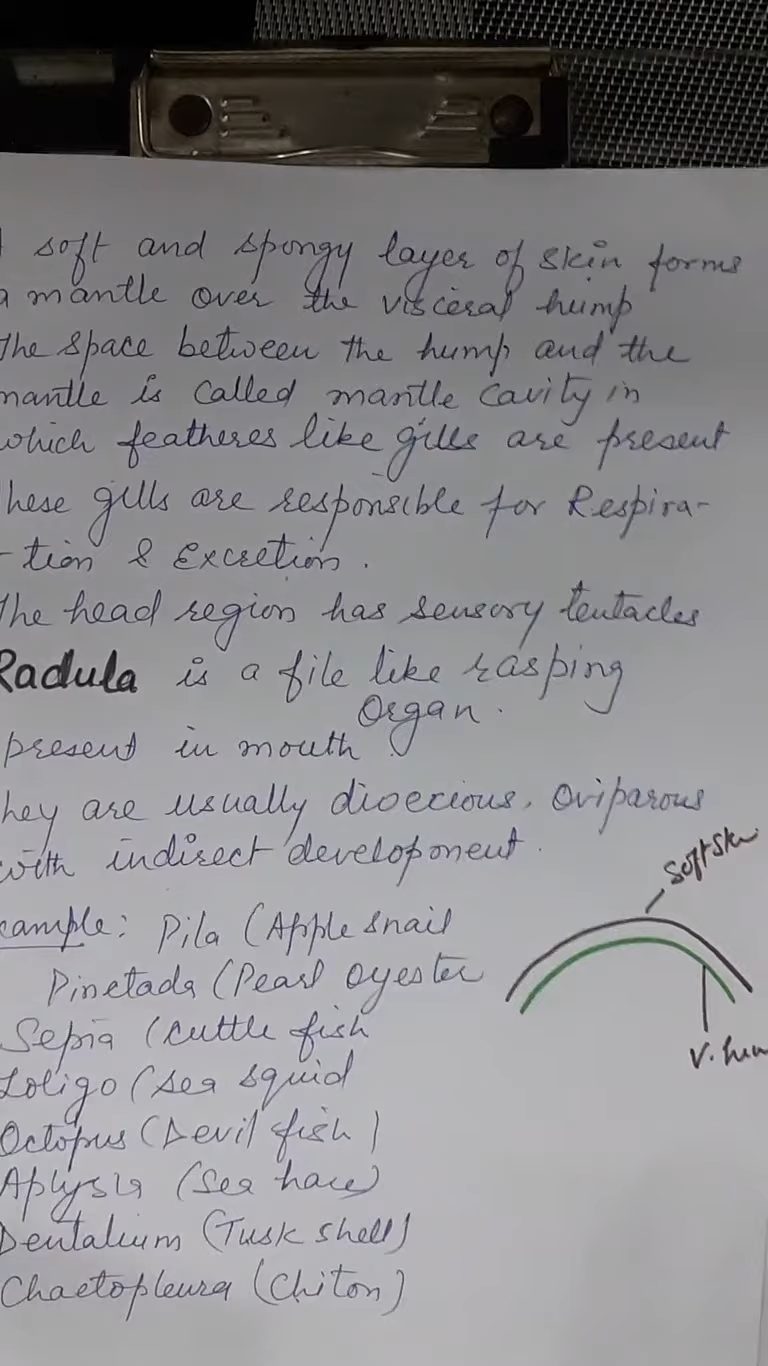 soft and spongy layer of skin forms
a mantle over the visceral hump
The space between the hump and the
mantle is called mantle cavity in
which featheres like gills are present
hese gills are responsible for Respira-
-tion & Excretion.
The head region has sensory tentacles
Radula is a file like rasping
Organ.
present in mouth
hey are usually dioecious, Oviparous
with indirect development.
xample: Pila (Apple snail
Pinctada (Pearl oyester
Sepia (Cuttle fish
Loligo (Sea squid
Octopus (Devil fish)
Aplysia (Sea hare)
Dentalium (Tusk shell)
Chaetopleura (Chiton)
Soft Skin
V. hum